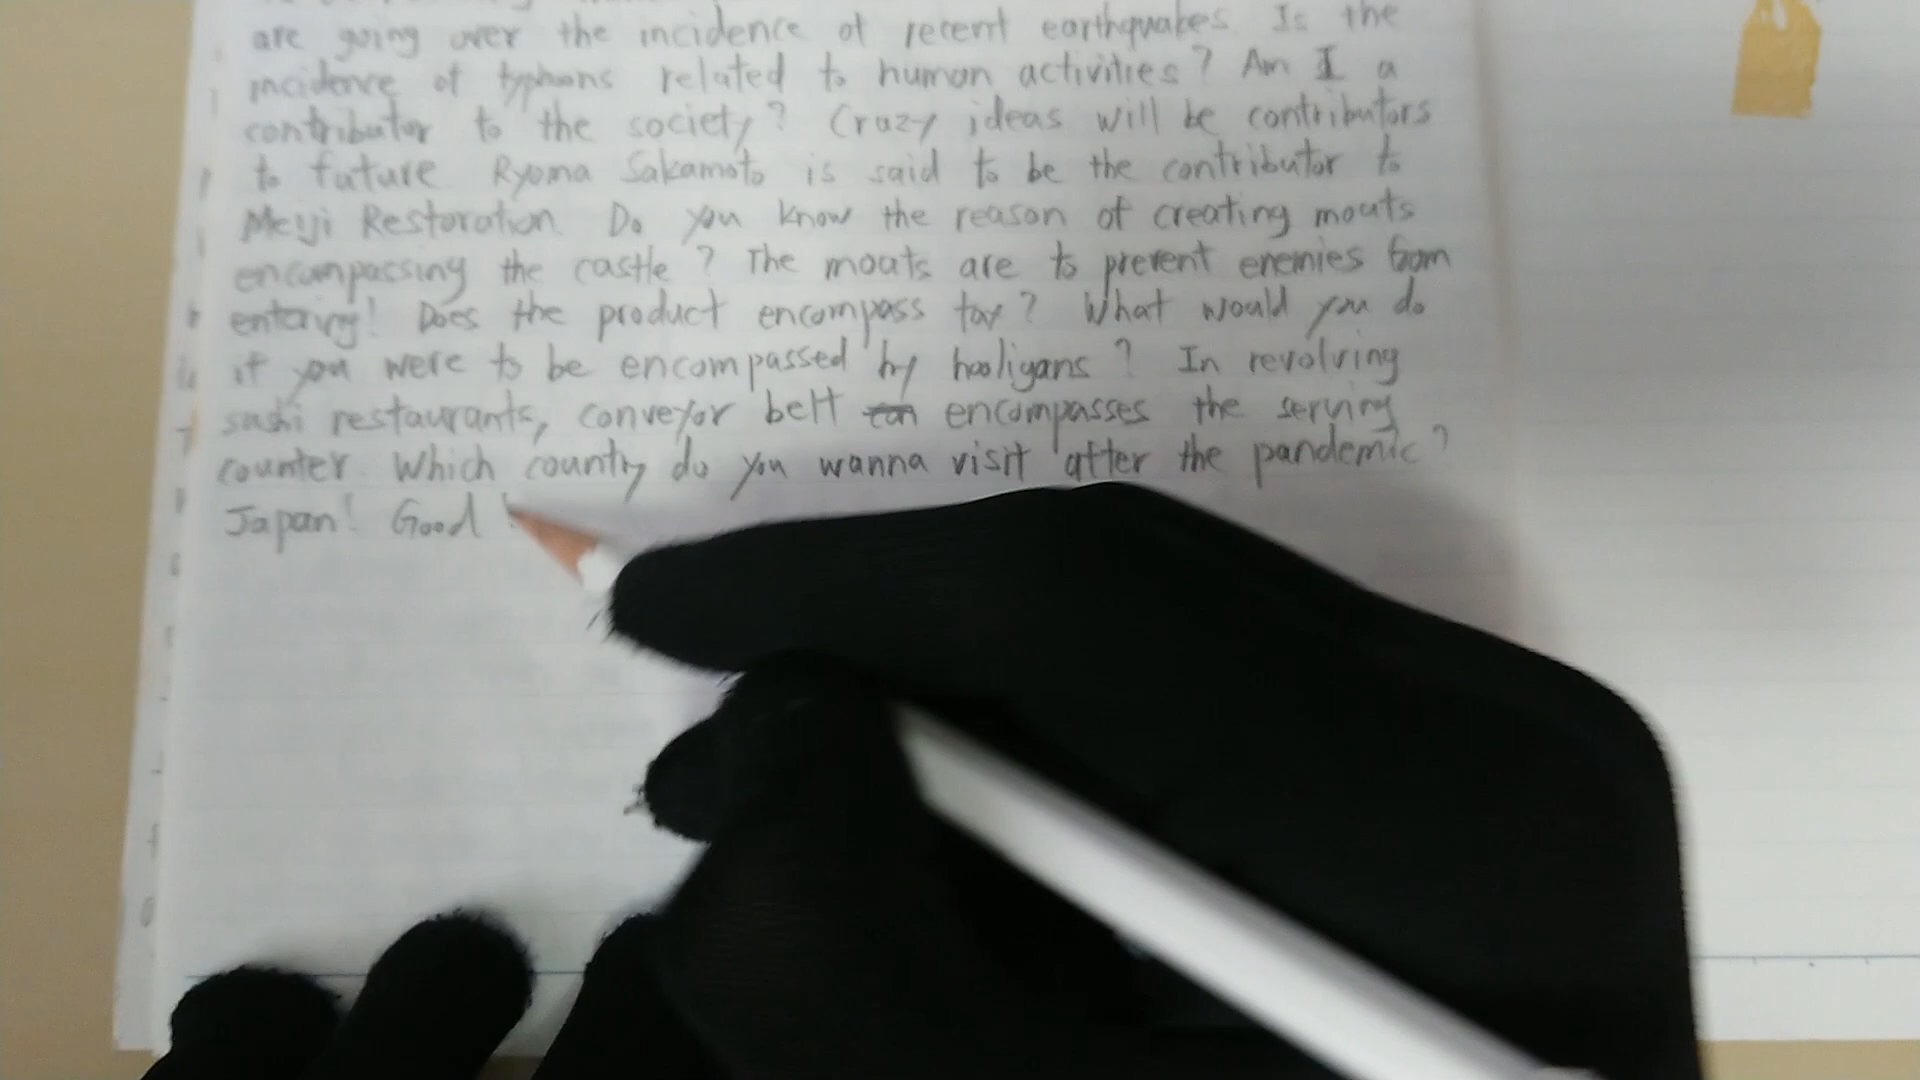 are going over the incidence of recent earthquakes. Is the
incidence of typhoons related to human activities? Am I a
contributor to the society? Crazy ideas will be contributors
to future. Ryoma Sakamoto is said to be the contributor to
Meiji Restoration. Do you know the reason of creating moats
encompassing the castle? The moats are to prevent enemies from
entering! Does the product encompass tax? What would you do
if you were to be encompassed by hooligans? In revolving
sushi restaurants, conveyor belt encompasses the serving
counter. Which country do you wanna visit after the pandemic?
Japan! Good!